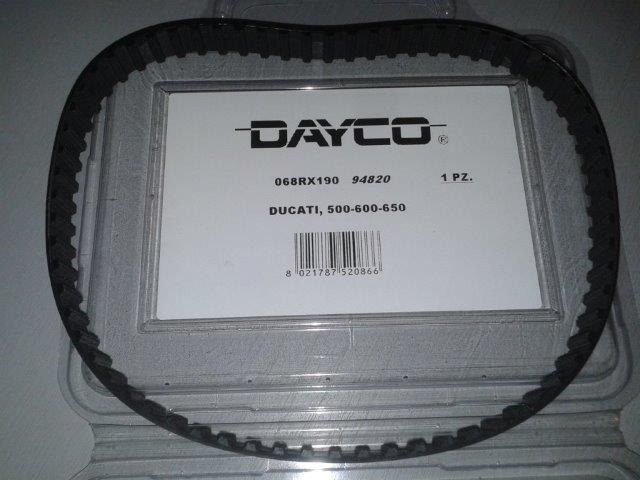 DAYCO®
068RX190 94820 1 PZ.
DUCATI, 500-600-650
8 021787 520866